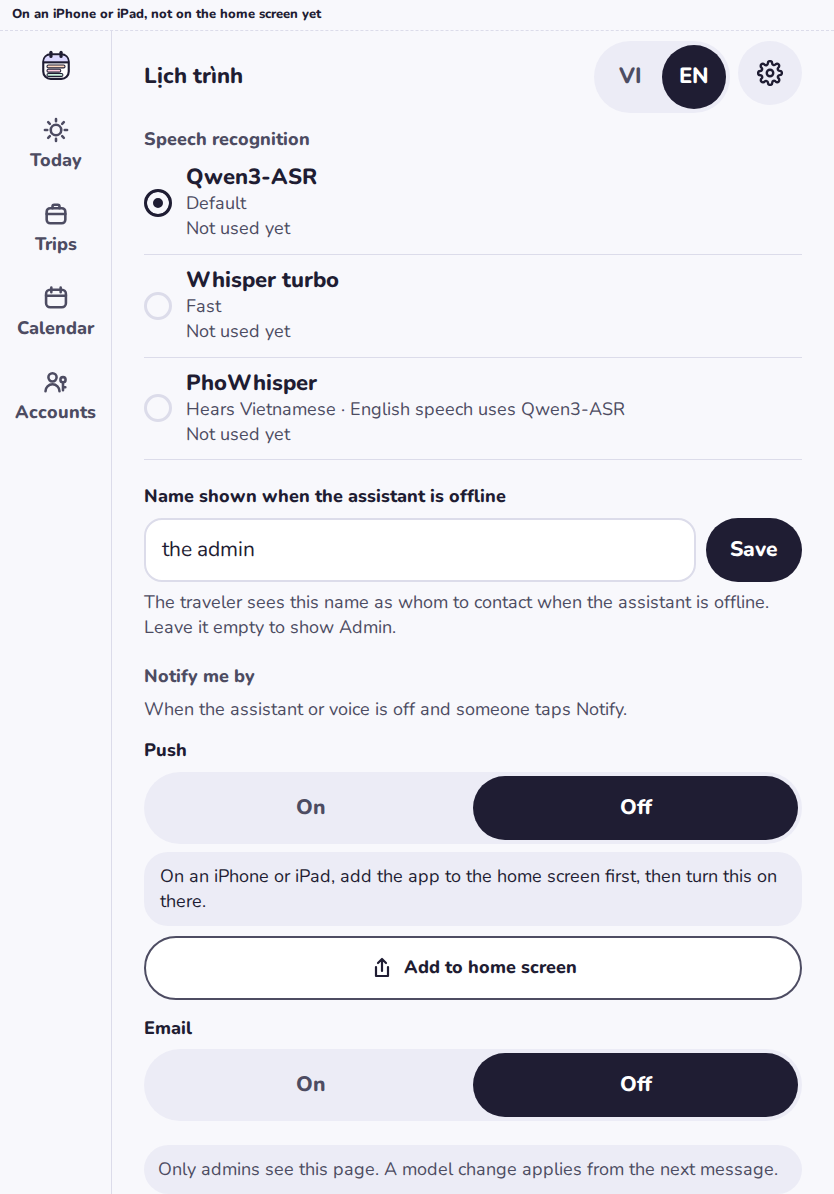 On an iPhone or iPad, not on the home screen yet
Lịch trình
VI
EN
Today
Trips
Calendar
Accounts
Speech recognition
Qwen3-ASR
Default
Not used yet
Whisper turbo
Fast
Not used yet
PhoWhisper
Hears Vietnamese · English speech uses Qwen3-ASR
Not used yet
Name shown when the assistant is offline
the admin
Save
The traveler sees this name as whom to contact when the assistant is offline.
Leave it empty to show Admin.
Notify me by
When the assistant or voice is off and someone taps Notify.
Push
On
Off
On an iPhone or iPad, add the app to the home screen first, then turn this on
there.
Add to home screen
Email
On
Off
Only admins see this page. A model change applies from the next message.